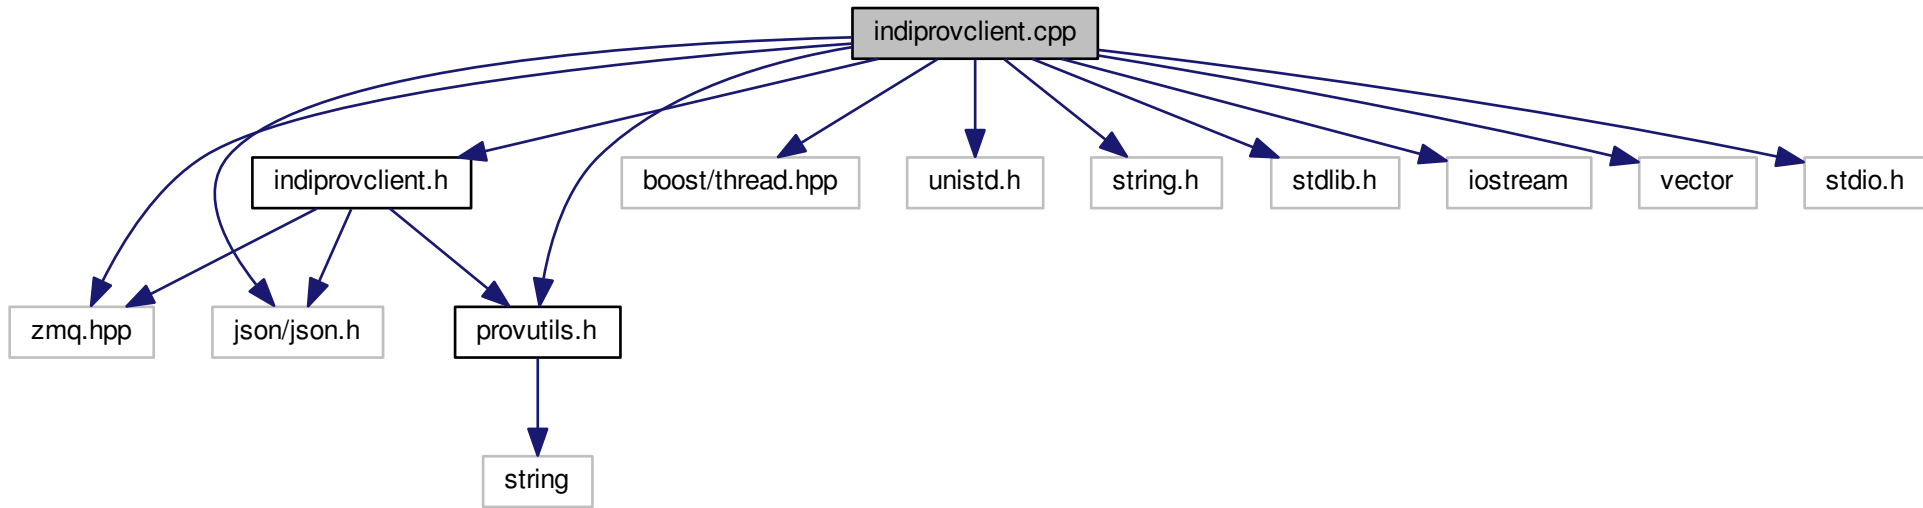 indiprovclient.cpp
indiprovclient.h
boost/thread.hpp
unistd.h
string.h
stdlib.h
iostream
vector
stdio.h
zmq.hpp
json/json.h
provutils.h
string